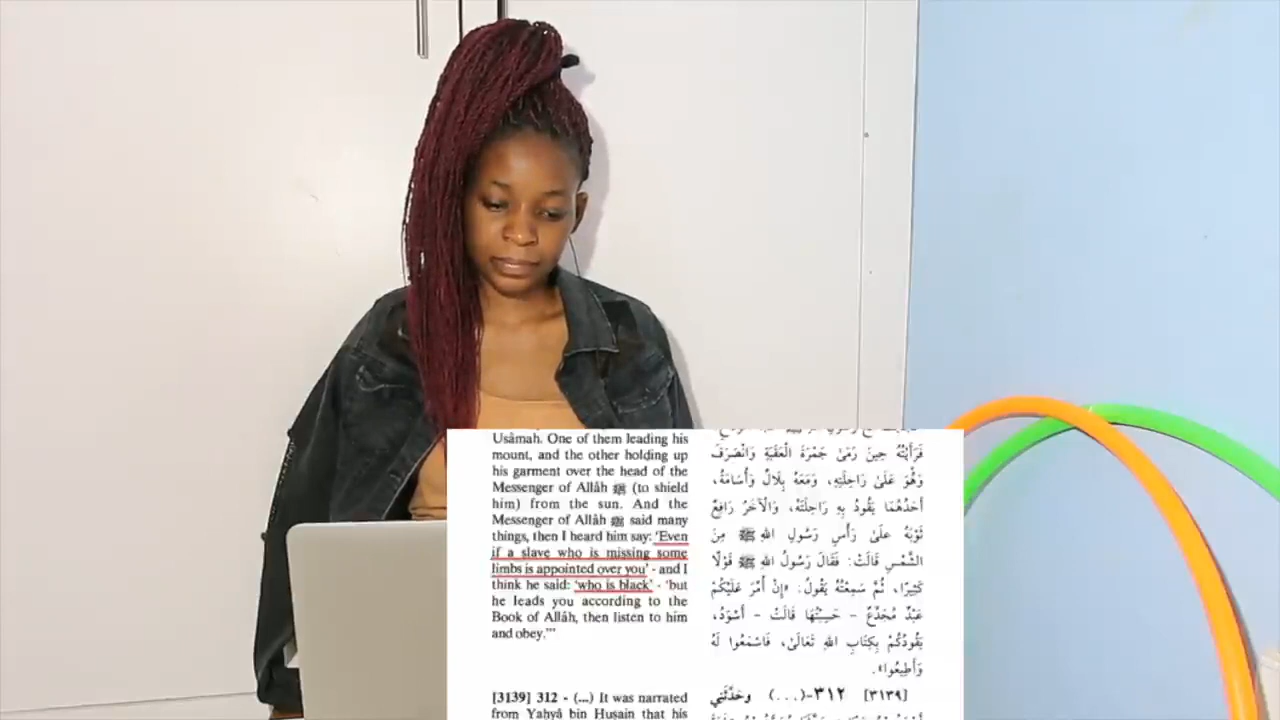 Usâmah. One of them leading his
mount, and the other holding up
his garment over the head of the
Messenger of Allâh ﷺ (to shield
him) from the sun. And the
Messenger of Allâh ﷺ said many
things, then I heard him say: 'Even
if a slave who is missing some
limbs is appointed over you' - and I
think he said: 'who is black' - 'but
he leads you according to the
Book of Allâh, then listen to him
and obey.'"
[3139] 312 - (...) It was narrated
from Yahyâ bin Husain that his
فَرَأَيْتُهُ حِينَ رَمَىٰ جَمْرَةَ الْعَقَبَةِ وَانْصَرَفَ
وَهُوَ عَلَىٰ رَاحِلَتِهِ، وَمَعَهُ بِلَالٌ وَأُسَامَةُ،
أَحَدُهُمَا يَقُودُ بِهِ رَاحِلَتَهُ، وَالْآخَرُ رَافِعٌ
ثَوْبَهُ عَلَىٰ رَأْسِ رَسُولِ اللهِ ﷺ مِنَ
الشَّمْسِ قَالَتْ: فَقَالَ رَسُولُ اللهِ ﷺ قَوْلًا
كَثِيرًا، ثُمَّ سَمِعْتُهُ يَقُولُ: «إِنْ أُمِّرَ عَلَيْكُمْ
عَبْدٌ مُجَدَّعٌ - حَسِبْتُهَا قَالَتْ - أَسْوَدُ،
يَقُودُكُمْ بِكِتَابِ اللهِ تَعَالَىٰ، فَاسْمَعُوا لَهُ
وَأَطِيعُوا».
[٣١٣٩] ٣١٢-(...) وحَدَّثَنِي